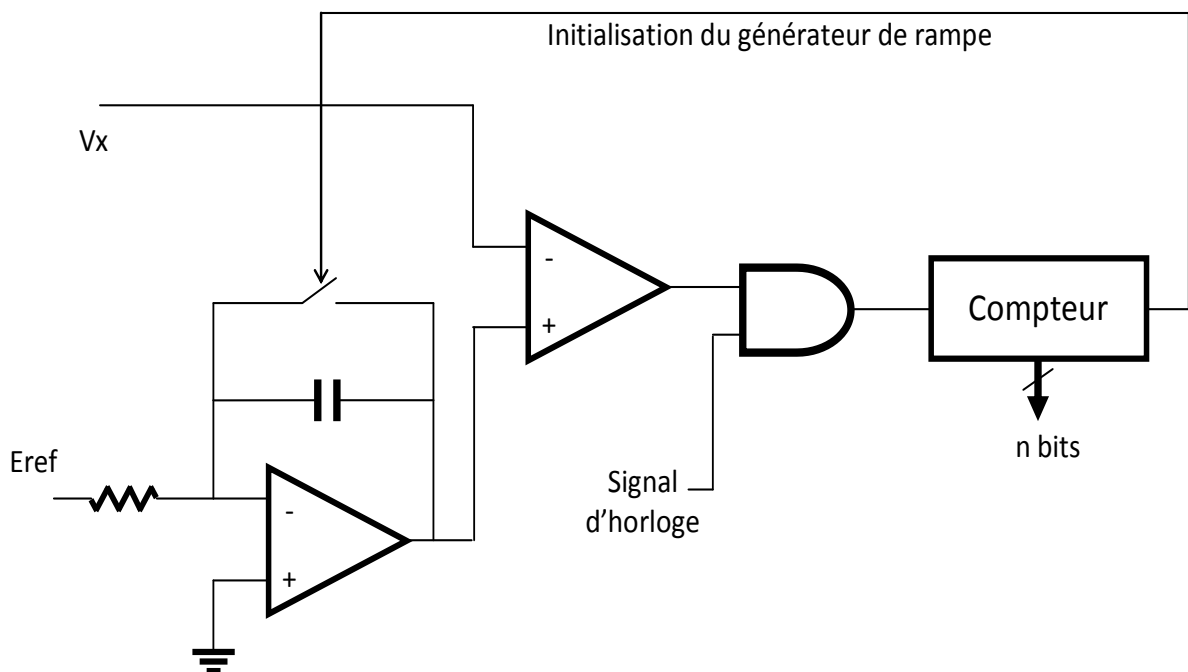 Initialisation du générateur de rampe
Vx
-
+
Compteur
n bits
Eref
-
+
Signal
d'horloge